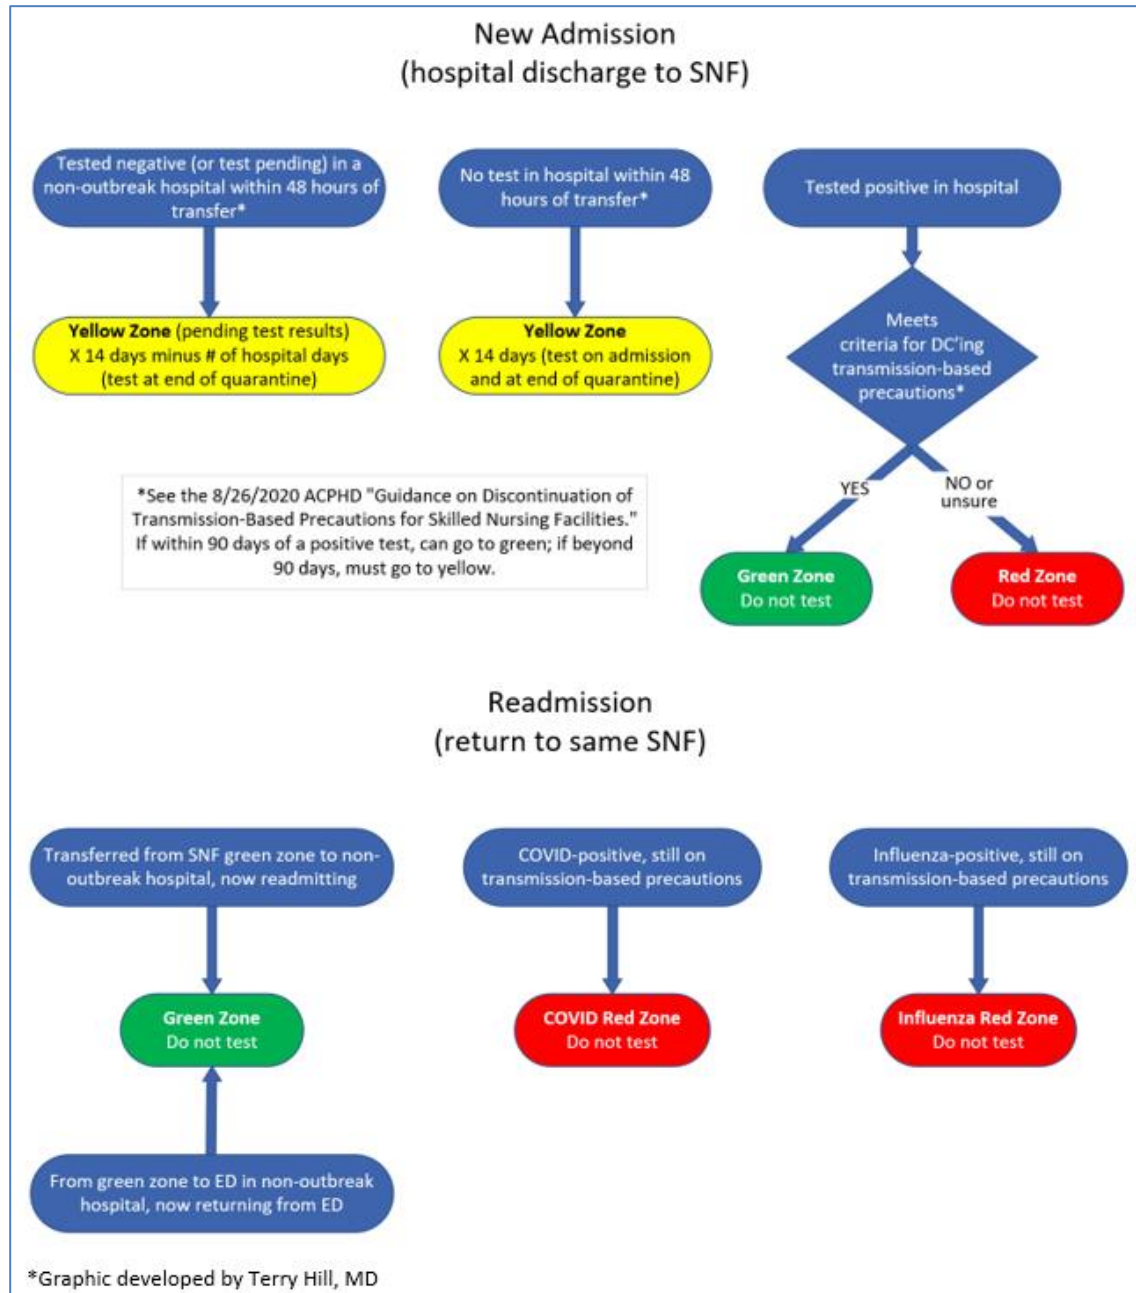 New Admission
(hospital discharge to SNF)
Tested negative (or test pending) in a
non-outbreak hospital within 48 hours of
transfer*
No test in hospital within 48
hours of transfer*
Tested positive in hospital
Yellow Zone (pending test results)
X 14 days minus # of hospital days
(test at end of quarantine)
Yellow Zone
X 14 days (test on admission
and at end of quarantine)
Meets
criteria for DC'ing
transmission-based
precautions*
*See the 8/26/2020 ACPHD "Guidance on Discontinuation of
Transmission-Based Precautions for Skilled Nursing Facilities."
If within 90 days of a positive test, can go to green; if beyond
90 days, must go to yellow.
YES
NO or
unsure
Green Zone
Do not test
Red Zone
Do not test
Readmission
(return to same SNF)
Transferred from SNF green zone to non-
outbreak hospital, now readmitting
COVID-positive, still on
transmission-based precautions
Influenza-positive, still on
transmission-based precautions
Green Zone
Do not test
COVID Red Zone
Do not test
Influenza Red Zone
Do not test
From green zone to ED in non-outbreak
hospital, now returning from ED
*Graphic developed by Terry Hill, MD